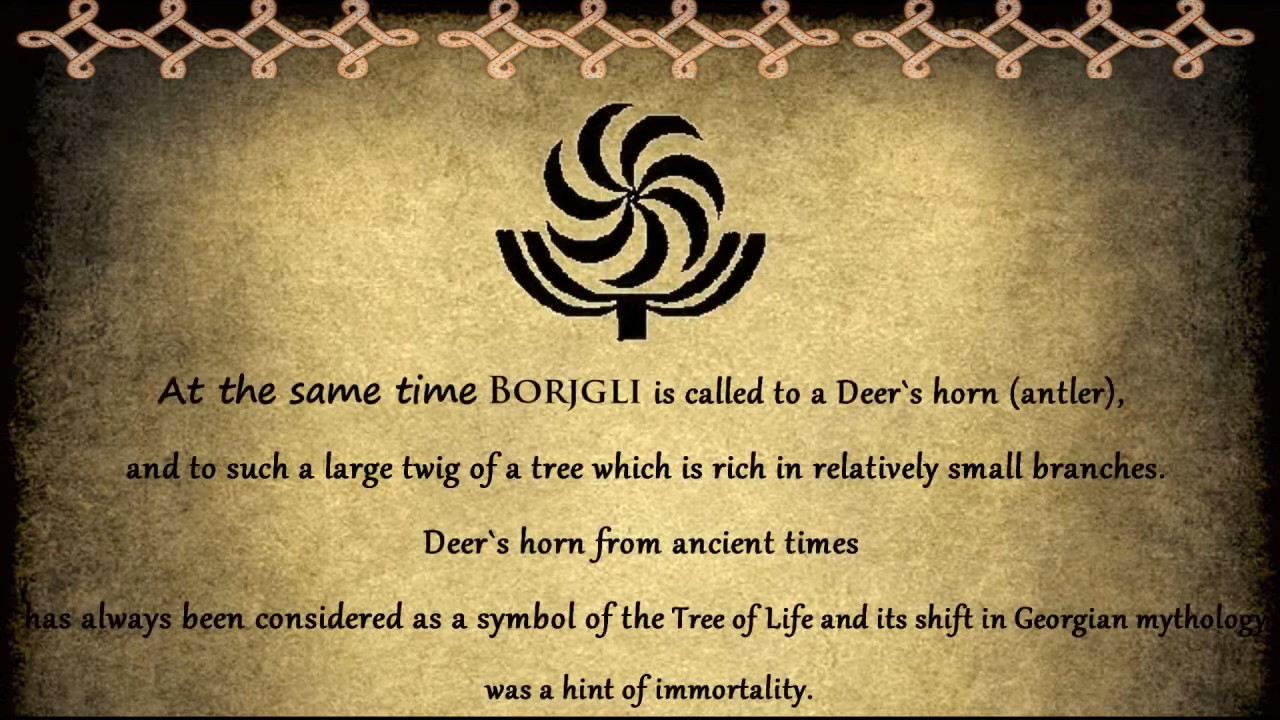 At the same time BORJGLI is called to a Deer`s horn (antler),
and to such a large twig of a tree which is rich in relatively small branches.
Deer`s horn from ancient times
has always been considered as a symbol of the Tree of Life and its shift in Georgian mythology
was a hint of immortality.